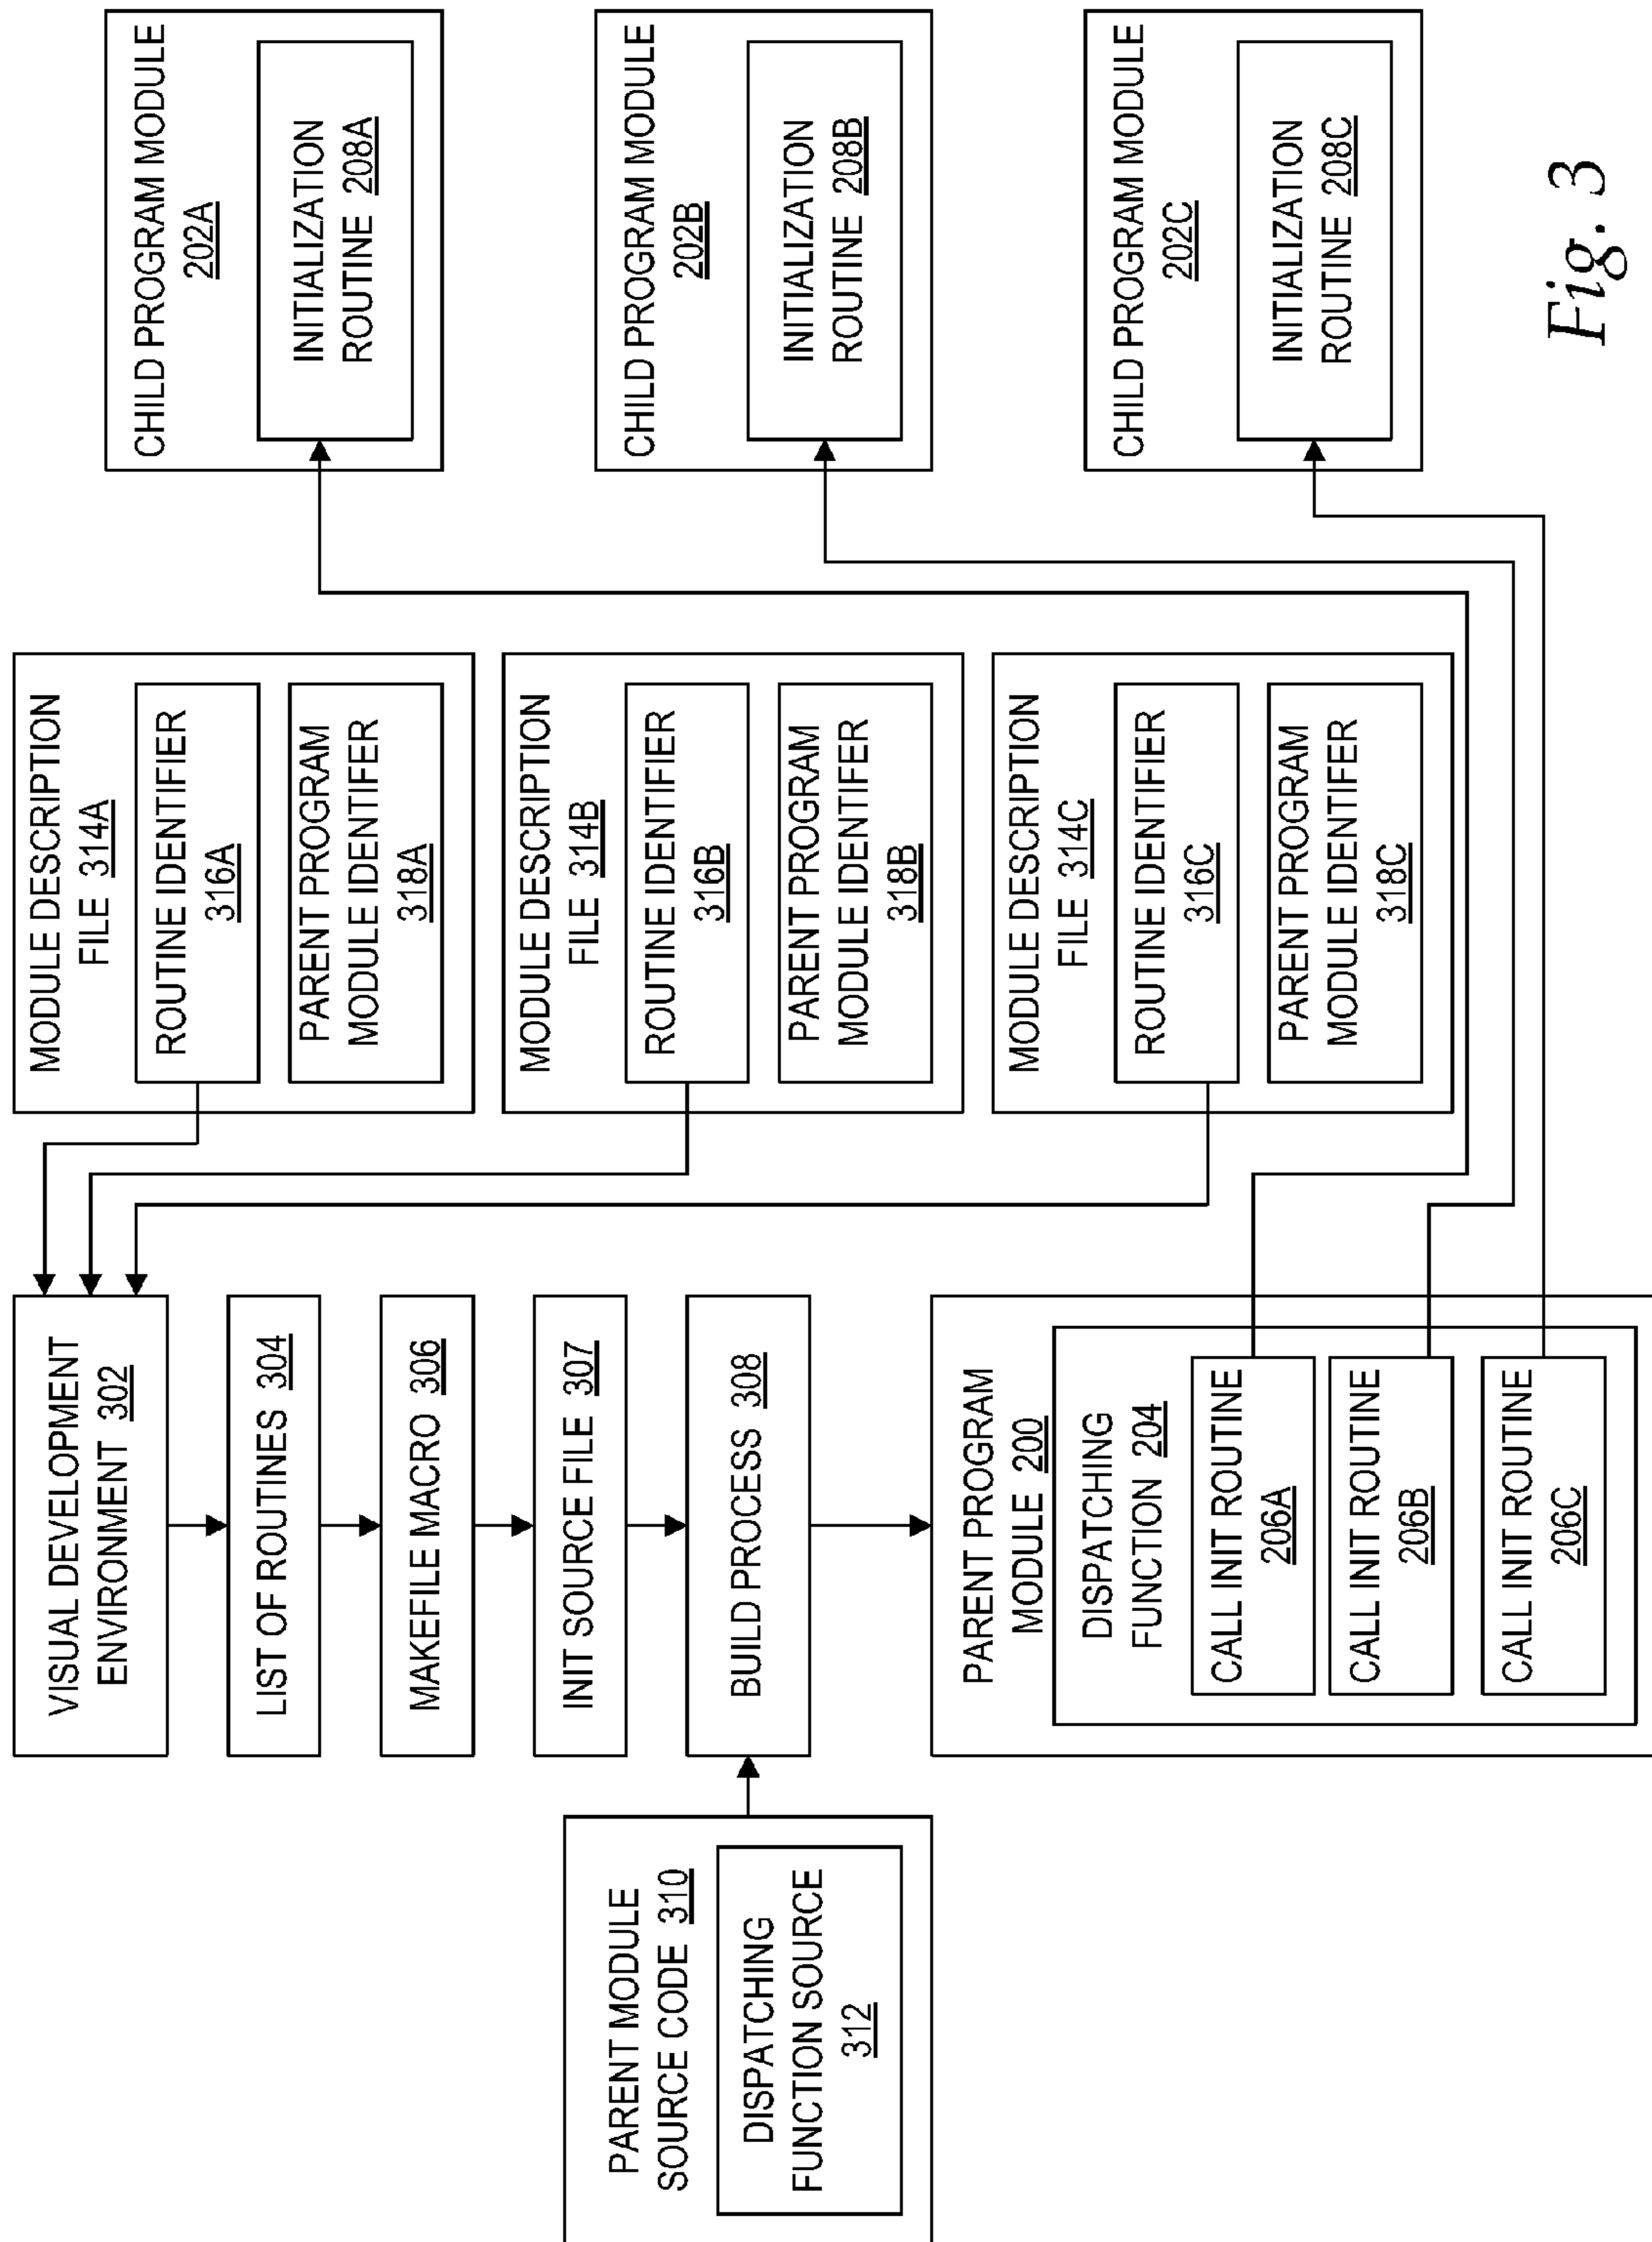 PARENT MODULE
SOURCE CODE 310
DISPATCHING
FUNCTION SOURCE
312
VISUAL DEVELOPMENT
ENVIRONMENT 302
LIST OF ROUTINES 304
MAKEFILE MACRO 306
INIT SOURCE FILE 307
BUILD PROCESS 308
PARENT PROGRAM
MODULE 200
DISPATCHING
FUNCTION 204
CALL INIT ROUTINE
206A
CALL INIT ROUTINE
206B
CALL INIT ROUTINE
206C
MODULE DESCRIPTION
FILE 314A
ROUTINE IDENTIFIER
316A
PARENT PROGRAM
MODULE IDENTIFER
318A
MODULE DESCRIPTION
FILE 314B
ROUTINE IDENTIFIER
316B
PARENT PROGRAM
MODULE IDENTIFER
318B
MODULE DESCRIPTION
FILE 314C
ROUTINE IDENTIFIER
316C
PARENT PROGRAM
MODULE IDENTIFER
318C
CHILD PROGRAM MODULE
202A
INITIALIZATION
ROUTINE 208A
CHILD PROGRAM MODULE
202B
INITIALIZATION
ROUTINE 208B
CHILD PROGRAM MODULE
202C
INITIALIZATION
ROUTINE 208C
Fig. 3